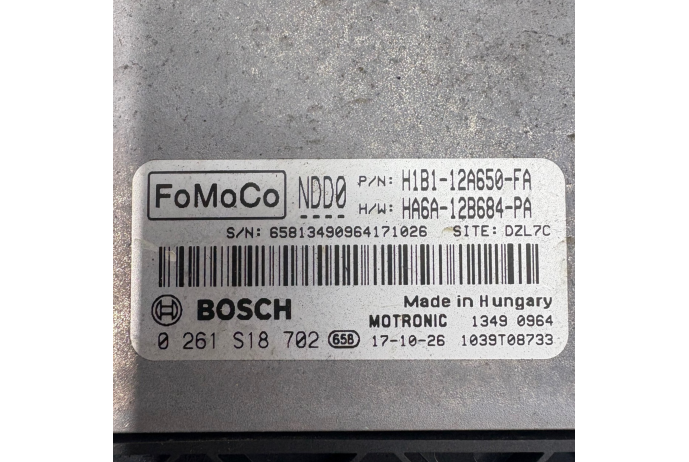 FoMoCo NDD0 P/N: H1B1-12A650-FA
H/W: HA6A-12B684-PA
S/N: 65813490964171026 SITE: DZL7C
BOSCH Made in Hungary
MOTRONIC 1349 0964
0 261 S18 702 658 17-10-26 1039T08733